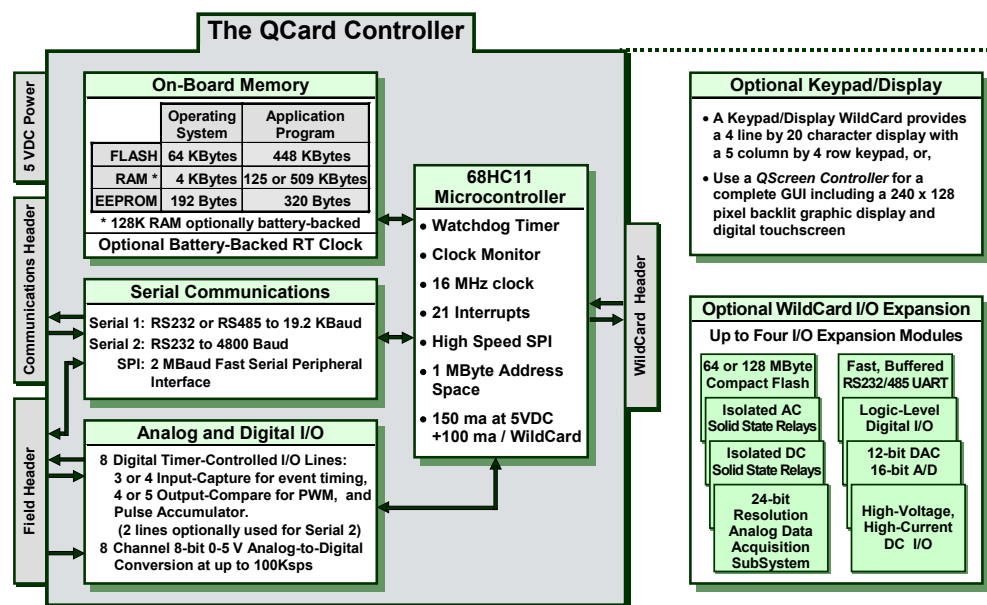 The QCard Controller
5 VDC Power
Communications Header
Field Header
On-Board Memory
Operating System Application Program
FLASH 64 KBytes 448 KBytes
RAM * 4 KBytes 125 or 509 KBytes
EEPROM 192 Bytes 320 Bytes
* 128K RAM optionally battery-backed
Optional Battery-Backed RT Clock
Serial Communications
Serial 1: RS232 or RS485 to 19.2 KBaud
Serial 2: RS232 to 4800 Baud
SPI: 2 MBaud Fast Serial Peripheral
Interface
Analog and Digital I/O
8 Digital Timer-Controlled I/O Lines:
3 or 4 Input-Capture for event timing,
4 or 5 Output-Compare for PWM, and
Pulse Accumulator.
(2 lines optionally used for Serial 2)
8 Channel 8-bit 0-5 V Analog-to-Digital
Conversion at up to 100Ksps
68HC11
Microcontroller
• Watchdog Timer
• Clock Monitor
• 16 MHz clock
• 21 Interrupts
• High Speed SPI
• 1 MByte Address
Space
• 150 ma at 5VDC
+100 ma / WildCard
WildCard Header
Optional Keypad/Display
• A Keypad/Display WildCard provides
a 4 line by 20 character display with
a 5 column by 4 row keypad, or,
• Use a QScreen Controller for a
complete GUI including a 240 x 128
pixel backlit graphic display and
digital touchscreen
Optional WildCard I/O Expansion
Up to Four I/O Expansion Modules
64 or 128 MByte
Compact Flash
Isolated AC
Solid State Relays
Isolated DC
Solid State Relays
24-bit
Resolution
Analog Data
Acquisition
SubSystem
Fast, Buffered
RS232/485 UART
Logic-Level
Digital I/O
12-bit DAC
16-bit A/D
High-Voltage,
High-Current
DC I/O